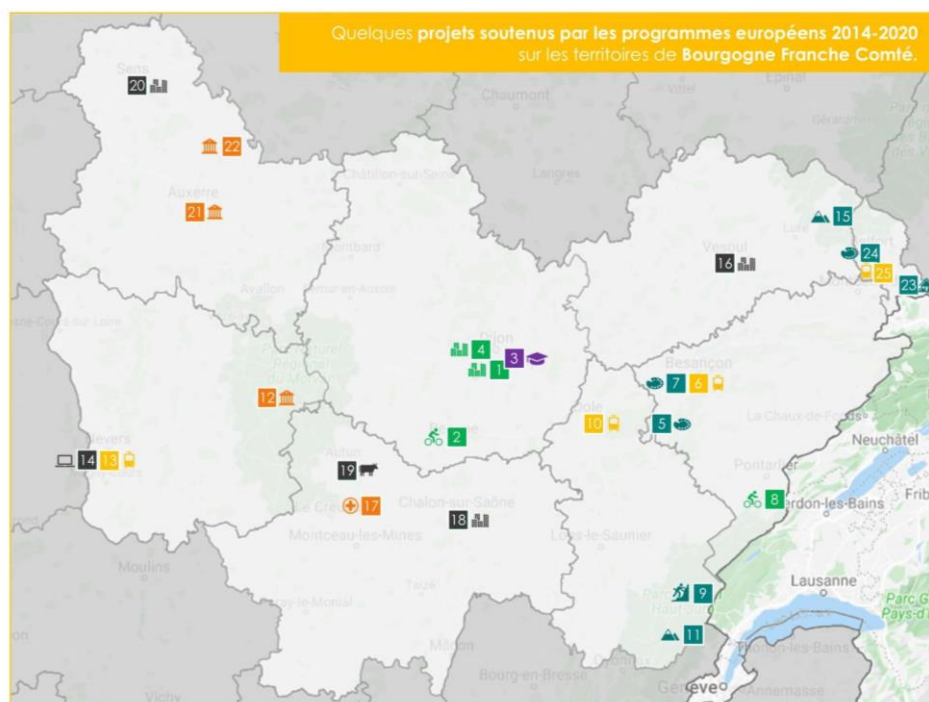 Quelques projets soutenus par les programmes européens 2014-2020
sur les territoires de Bourgogne Franche Comté.
Sens
20
Chaumont
Épinal
22
Langres
Auxerre
21
Châtillon-sur-Seine
15
Lure
Vesoul
24
16
25
23
Avallon
4
Dijon
3
1
Besançon
7
6
12
Dole
La Chaux-de-Fonds
10
5
Nevers
2
Neuchâtel
14
13
Autun
19
Pontarlier
Chalon-sur-Saône
8
17
18
Montceau-les-Mines
Lons-le-Saunier
Moulins
Lausanne
9
11
Mâcon
Bourg-en-Bresse
Genève
Annemasse
Vichy